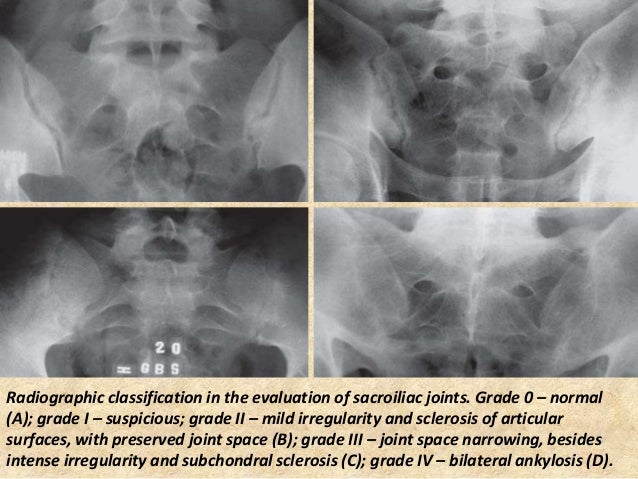 20
GBS
Radiographic classification in the evaluation of sacroiliac joints. Grade 0 – normal
(A); grade I – suspicious; grade II – mild irregularity and sclerosis of articular
surfaces, with preserved joint space (B); grade III – joint space narrowing, besides
intense irregularity and subchondral sclerosis (C); grade IV – bilateral ankylosis (D).